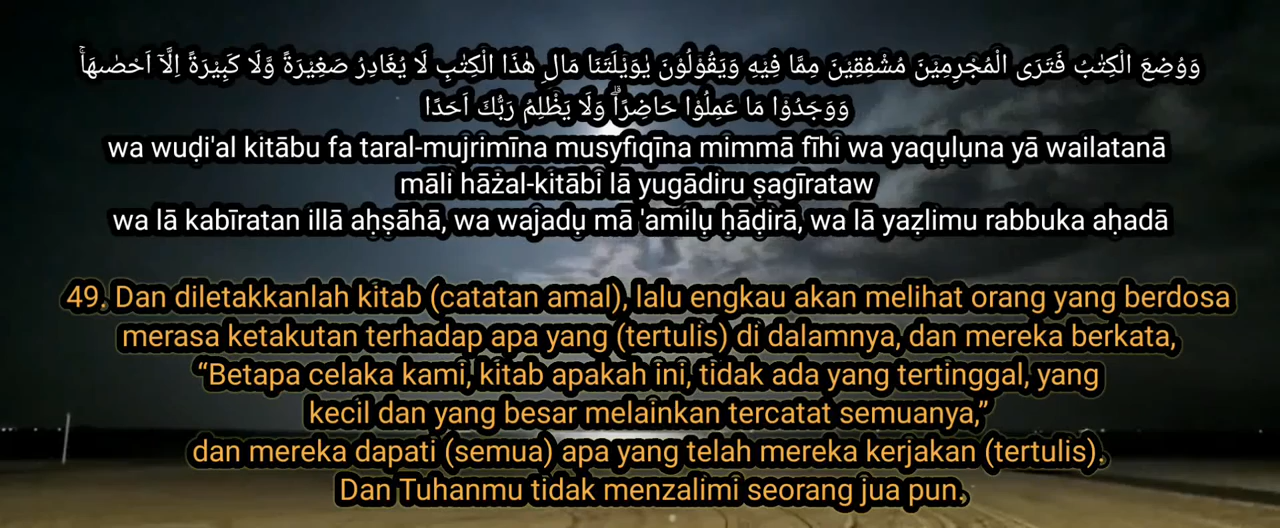 وَوُضِعَ الْكِتٰبُ فَتَرَى الْمُجْرِمِيْنَ مُشْفِقِيْنَ مِمَّا فِيْهِ وَيَقُوْلُوْنَ يٰوَيْلَتَنَا مَالِ هٰذَا الْكِتٰبِ لَا يُغَادِرُ صَغِيْرَةً وَّلَا كَبِيْرَةً اِلَّآ اَحْصٰىهَاۚ
وَوَجَدُوْا مَا عَمِلُوْا حَاضِرًاۗ وَلَا يَظْلِمُ رَبُّكَ اَحَدًا
wa wuḍi'al kitābu fa taral-mujrimīna musyfiqīna mimmā fīhi wa yaqụlụna yā wailatanā
māli hāżal-kitābi lā yugādiru ṣagīrataw
wa lā kabīratan illā aḥṣāhā, wa wajadụ mā 'amilụ ḥāḍirā, wa lā yaẓlimu rabbuka aḥadā
49. Dan diletakkanlah kitab (catatan amal), lalu engkau akan melihat orang yang berdosa
merasa ketakutan terhadap apa yang (tertulis) di dalamnya, dan mereka berkata,
“Betapa celaka kami, kitab apakah ini, tidak ada yang tertinggal, yang
kecil dan yang besar melainkan tercatat semuanya,”
dan mereka dapati (semua) apa yang telah mereka kerjakan (tertulis).
Dan Tuhanmu tidak menzalimi seorang jua pun.